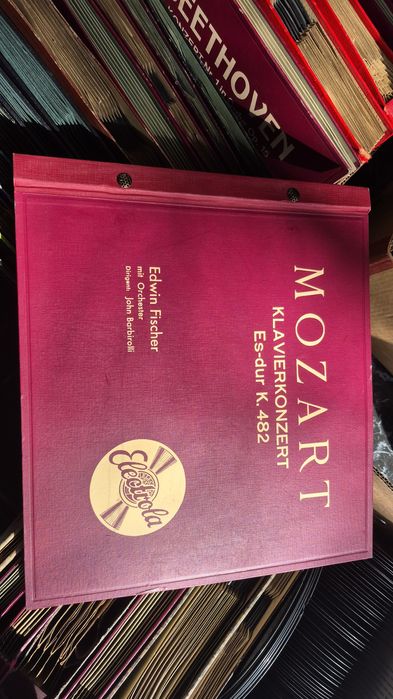 MOZART
KLAVIERKONZERT
Es-dur K.482
Edwin Fischer
mit Orchester
Dirigent: John Barbirolli
Electrola
BEETHOVEN